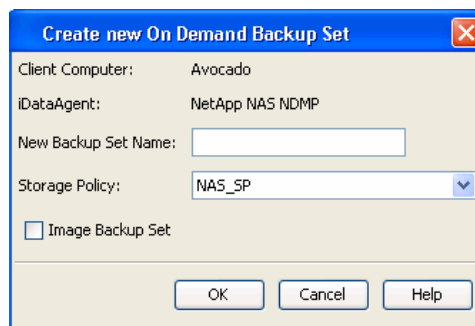 Create new On Demand Backup Set
Client Computer: Avocado
iDataAgent: NetApp NAS NDMP
New Backup Set Name:
Storage Policy: NAS_SP
Image Backup Set
OK Cancel Help